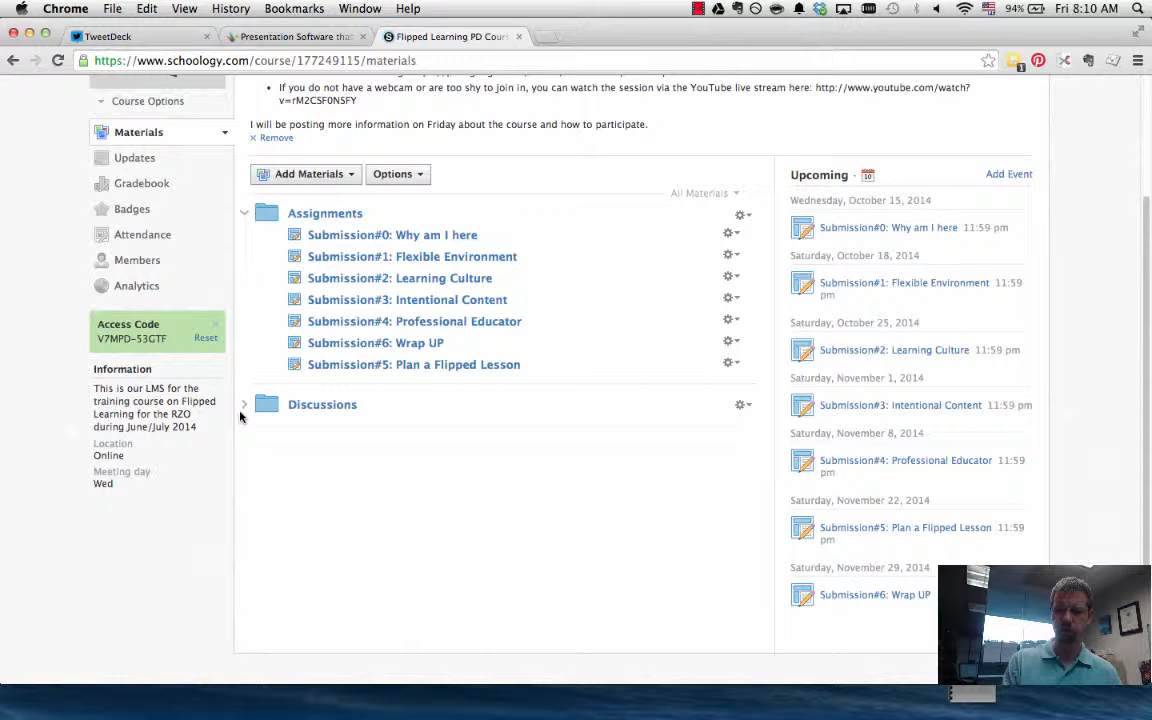 Chrome File Edit View History Bookmarks Window Help 94% Fri 8:10 AM
TweetDeck
Presentation Software tha
Flipped Learning PD Cour
https://www.schoology.com/course/177249115/materials
1
• If you do not have a webcam or are too shy to join in, you can watch the session via the YouTube live stream here: http://www.youtube.com/watch?
v=rM2CSF0NSFY
I will be posting more information on Friday about the course and how to participate.
× Remove
Course Options
Materials
Updates
Gradebook
Badges
Attendance
Members
Analytics
Access Code
V7MPD-53GTF Reset
Information
This is our LMS for the
training course on Flipped
Learning for the RZO
during June/July 2014
Location
Online
Meeting day
Wed
Add Materials Options
All Materials
Assignments
Submission#0: Why am I here
Submission#1: Flexible Environment
Submission#2: Learning Culture
Submission#3: Intentional Content
Submission#4: Professional Educator
Submission#6: Wrap UP
Submission#5: Plan a Flipped Lesson
Discussions
Upcoming · 10 Add Event
Wednesday, October 15, 2014
Submission#0: Why am I here 11:59 pm
Saturday, October 18, 2014
Submission#1: Flexible Environment 11:59
pm
Saturday, October 25, 2014
Submission#2: Learning Culture 11:59 pm
Saturday, November 1, 2014
Submission#3: Intentional Content 11:59 pm
Saturday, November 8, 2014
Submission#4: Professional Educator 11:59
pm
Saturday, November 22, 2014
Submission#5: Plan a Flipped Lesson 11:59
pm
Saturday, November 29, 2014
Submission#6: Wrap UP